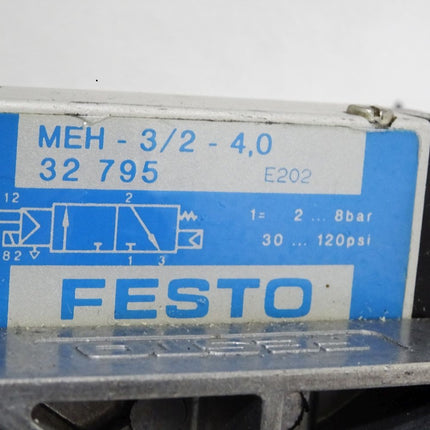 MEH - 3/2 - 4,0
32 795 E202
12 2
1= 2 ... 8bar
30 ... 120psi
82 1 3
FESTO